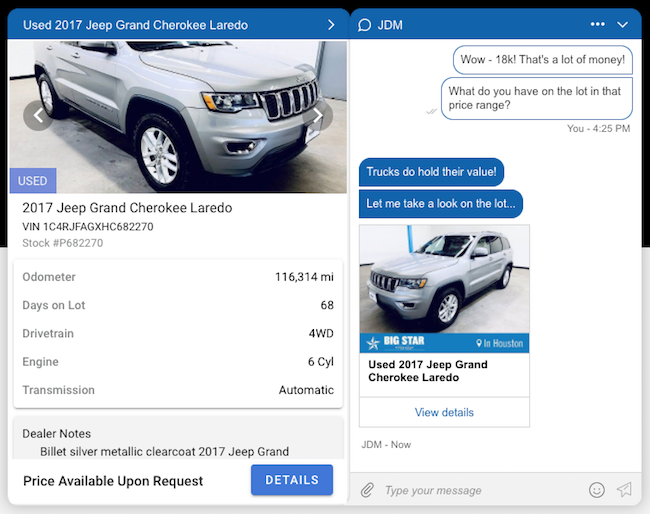 Used 2017 Jeep Grand Cherokee Laredo
USED
2017 Jeep Grand Cherokee Laredo
VIN 1C4RJFAGXHC682270
Stock #P682270
Odometer 116,314 mi
Days on Lot 68
Drivetrain 4WD
Engine 6 Cyl
Transmission Automatic
Dealer Notes
Billet silver metallic clearcoat 2017 Jeep Grand
Price Available Upon Request
DETAILS
JDM
Wow - 18k! That's a lot of money!
What do you have on the lot in that
price range?
You - 4:25 PM
Trucks do hold their value!
Let me take a look on the lot...
BIG STAR
In Houston
Used 2017 Jeep Grand
Cherokee Laredo
View details
JDM - Now
Type your message